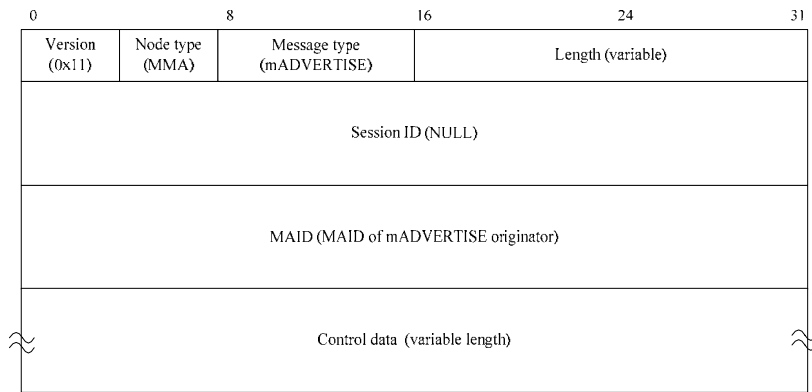 0 8 16 24 31
Version
(0x11)
Node type
(MMA)
Message type
(mADVERTISE)
Length (variable)
Session ID (NULL)
MAID (MAID of mADVERTISE originator)
Control data (variable length)